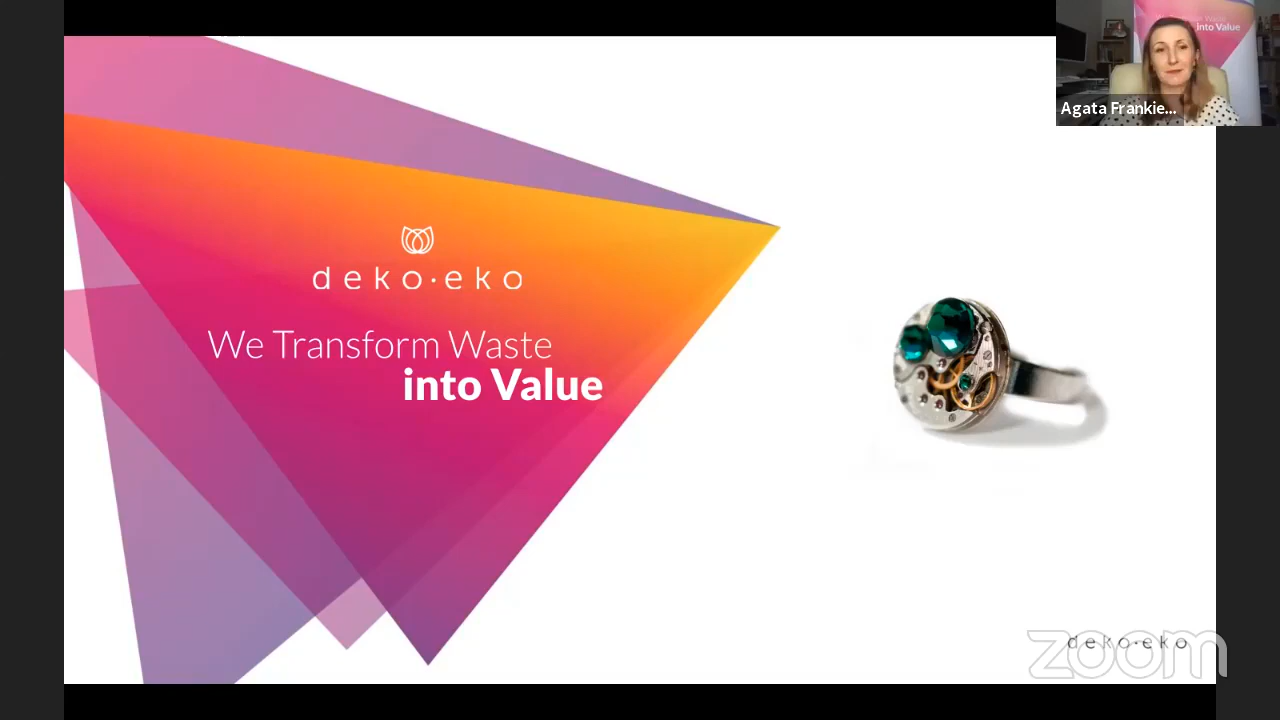 into Value
Agata Frankie...
deko·eko
We Transform Waste
into Value
deko·eko
zoom